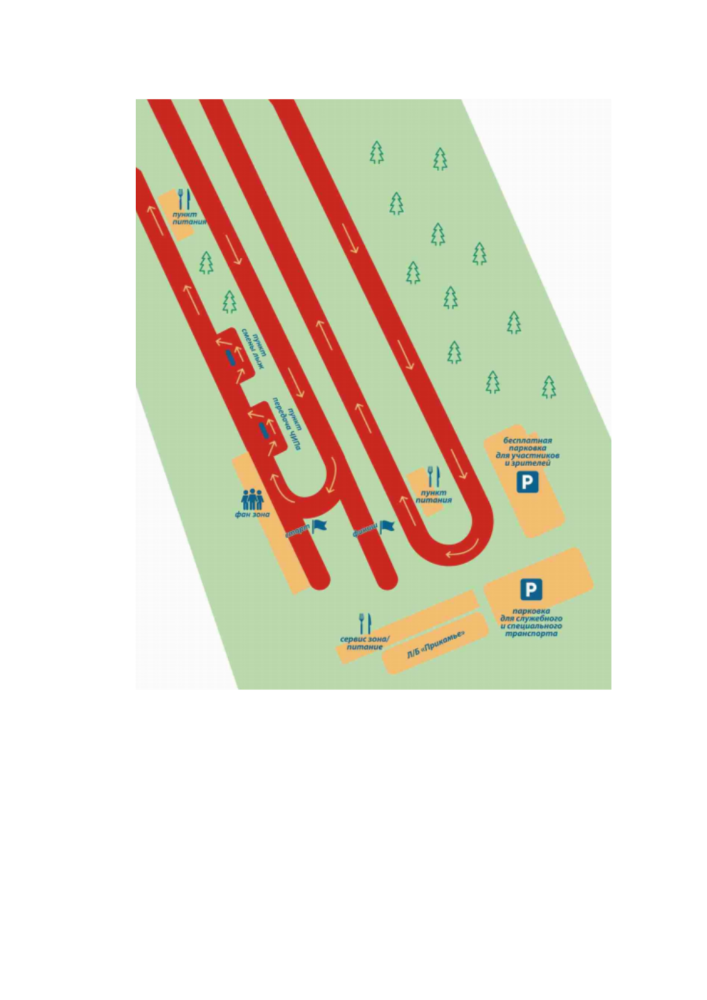 пункт
питания
пункт
смены лыж
пункт
передача ЧИПа
бесплатная
парковка
для участников
и зрителей
P
пункт
питания
фан зона
старт
финиш
P
парковка
для служебного
и специального
транспорта
сервис зона/
питание
Л/Б «Прикамье»